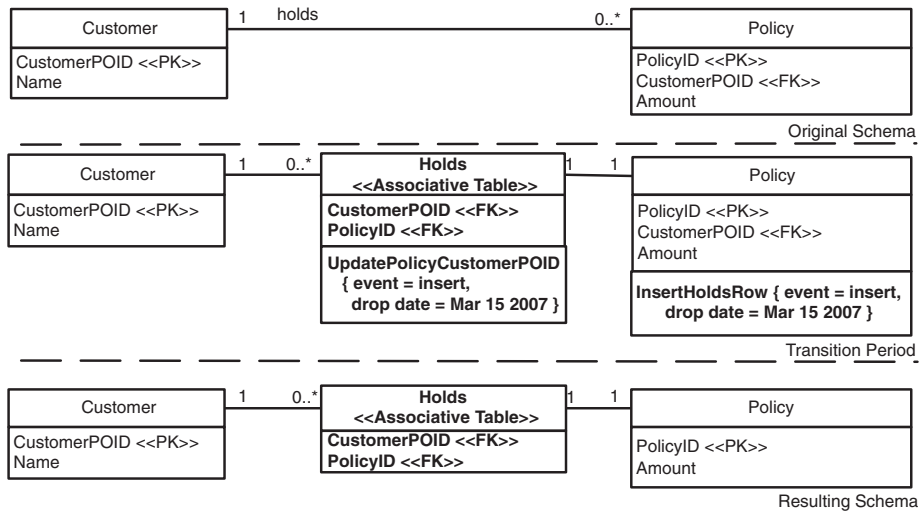 Customer
1
holds
0..*
Policy
CustomerPOID <<PK>>
Name
PolicyID <<PK>>
CustomerPOID <<FK>>
Amount
Original Schema
Customer
1
0..*
Holds
<<Associative Table>>
1
1
Policy
CustomerPOID <<PK>>
Name
CustomerPOID <<FK>>
PolicyID <<FK>>
UpdatePolicyCustomerPOID
{ event = insert,
drop date = Mar 15 2007 }
PolicyID <<PK>>
CustomerPOID <<FK>>
Amount
InsertHoldsRow { event = insert,
drop date = Mar 15 2007 }
Transition Period
Customer
1
0..*
Holds
<<Associative Table>>
1
1
Policy
CustomerPOID <<PK>>
Name
CustomerPOID <<FK>>
PolicyID <<FK>>
PolicyID <<PK>>
Amount
Resulting Schema